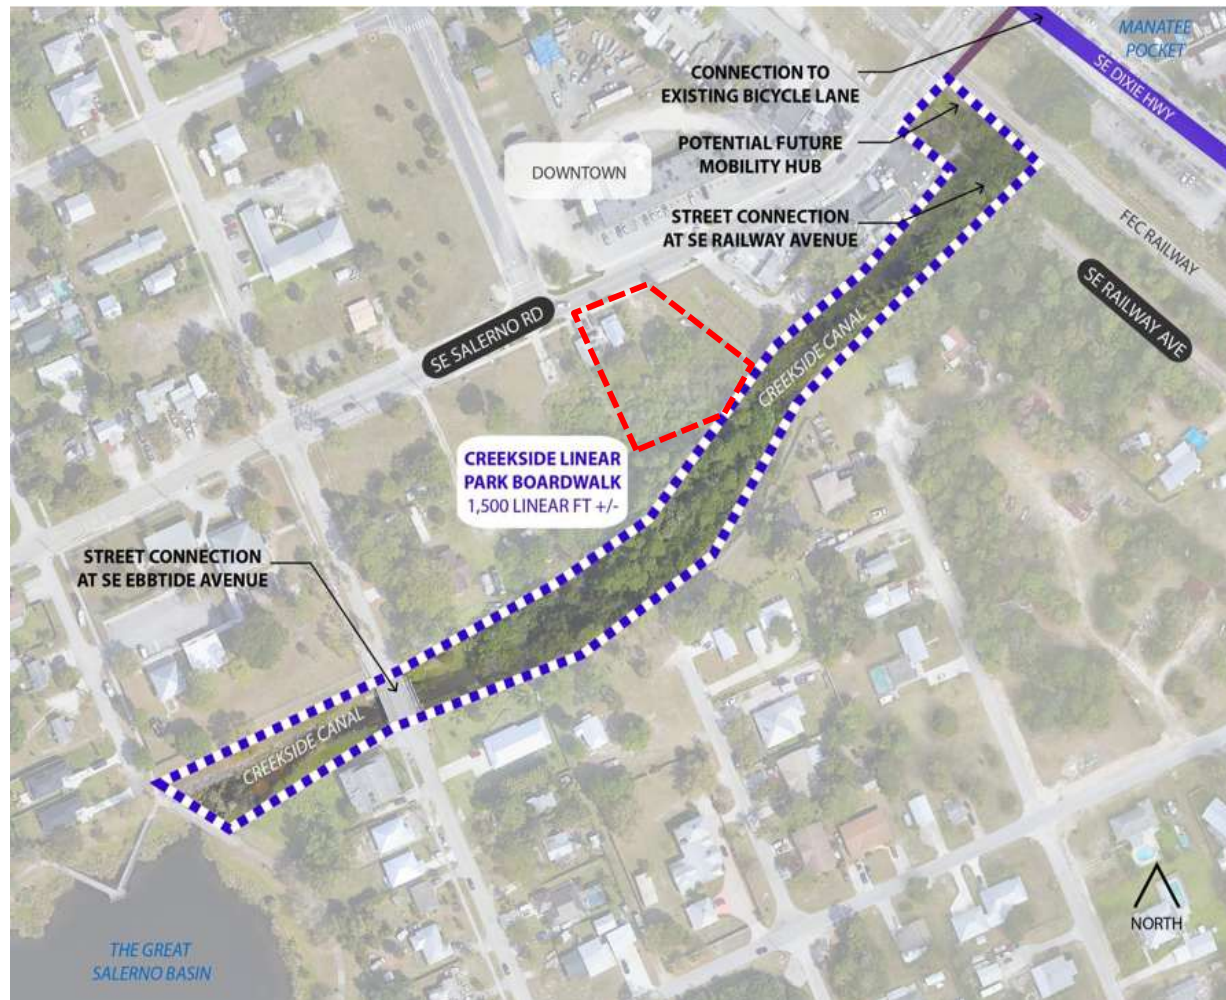 MANATEE
POCKET
CONNECTION TO
EXISTING BICYCLE LANE
SE DIXIE HWY
POTENTIAL FUTURE
MOBILITY HUB
DOWNTOWN
STREET CONNECTION
AT SE RAILWAY AVENUE
FEC RAILWAY
SE RAILWAY AVE
SE SALERNO RD
CREEKSIDE CANAL
CREEKSIDE LINEAR
PARK BOARDWALK
1,500 LINEAR FT +/-
STREET CONNECTION
AT SE EBBTIDE AVENUE
CREEKSIDE CANAL
NORTH
THE GREAT
SALERNO BASIN